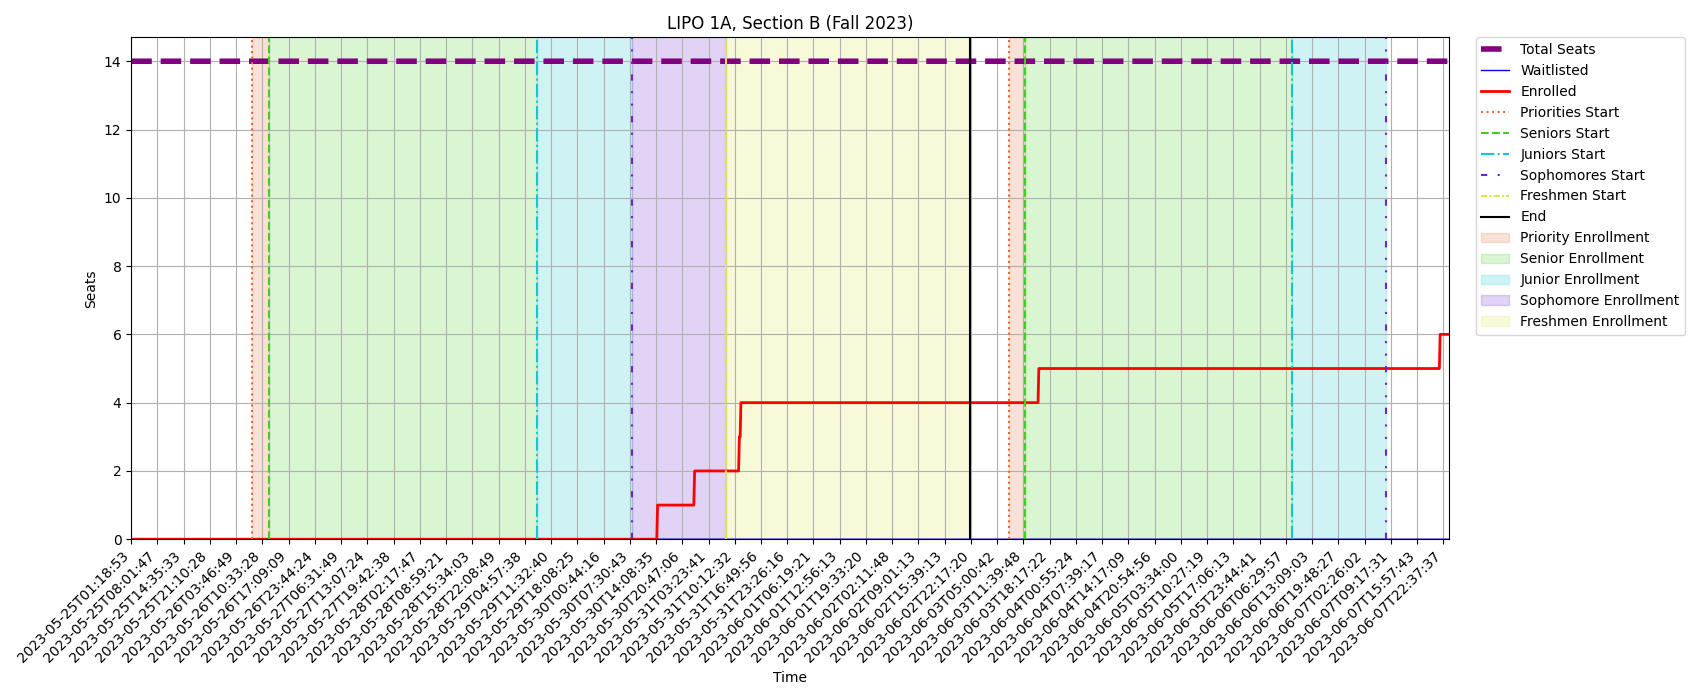 LIPO 1A, Section B (Fall 2023)
Total Seats
Waitlisted
Enrolled
Priorities Start
Seniors Start
Juniors Start
Sophomores Start
Freshmen Start
End
Priority Enrollment
Senior Enrollment
Junior Enrollment
Sophomore Enrollment
Freshmen Enrollment
Seats
14
12
10
8
6
4
2
0
2023-05-25T01:18:53
2023-05-25T08:01:47
2023-05-25T14:35:33
2023-05-25T21:10:28
2023-05-26T03:46:49
2023-05-26T10:33:28
2023-05-26T17:09:09
2023-05-26T23:44:24
2023-05-27T06:31:49
2023-05-27T13:07:24
2023-05-27T19:42:38
2023-05-28T02:17:47
2023-05-28T08:59:21
2023-05-28T15:34:03
2023-05-28T22:08:49
2023-05-29T04:57:38
2023-05-29T11:32:40
2023-05-29T18:08:25
2023-05-30T00:44:16
2023-05-30T07:30:43
2023-05-30T14:08:35
2023-05-30T20:47:06
2023-05-31T03:23:41
2023-05-31T10:12:32
2023-05-31T16:49:56
2023-05-31T23:26:16
2023-06-01T06:19:21
2023-06-01T12:56:13
2023-06-01T19:33:20
2023-06-02T02:11:48
2023-06-02T09:01:13
2023-06-02T15:39:13
2023-06-02T22:17:20
2023-06-03T05:00:42
2023-06-03T11:39:48
2023-06-03T18:17:22
2023-06-04T00:55:24
2023-06-04T07:39:17
2023-06-04T14:17:09
2023-06-04T20:54:56
2023-06-05T03:34:00
2023-06-05T10:27:19
2023-06-05T17:06:13
2023-06-05T23:44:41
2023-06-06T06:29:57
2023-06-06T13:09:03
2023-06-06T19:48:27
2023-06-07T02:26:02
2023-06-07T09:17:31
2023-06-07T15:57:43
2023-06-07T22:37:37
Time